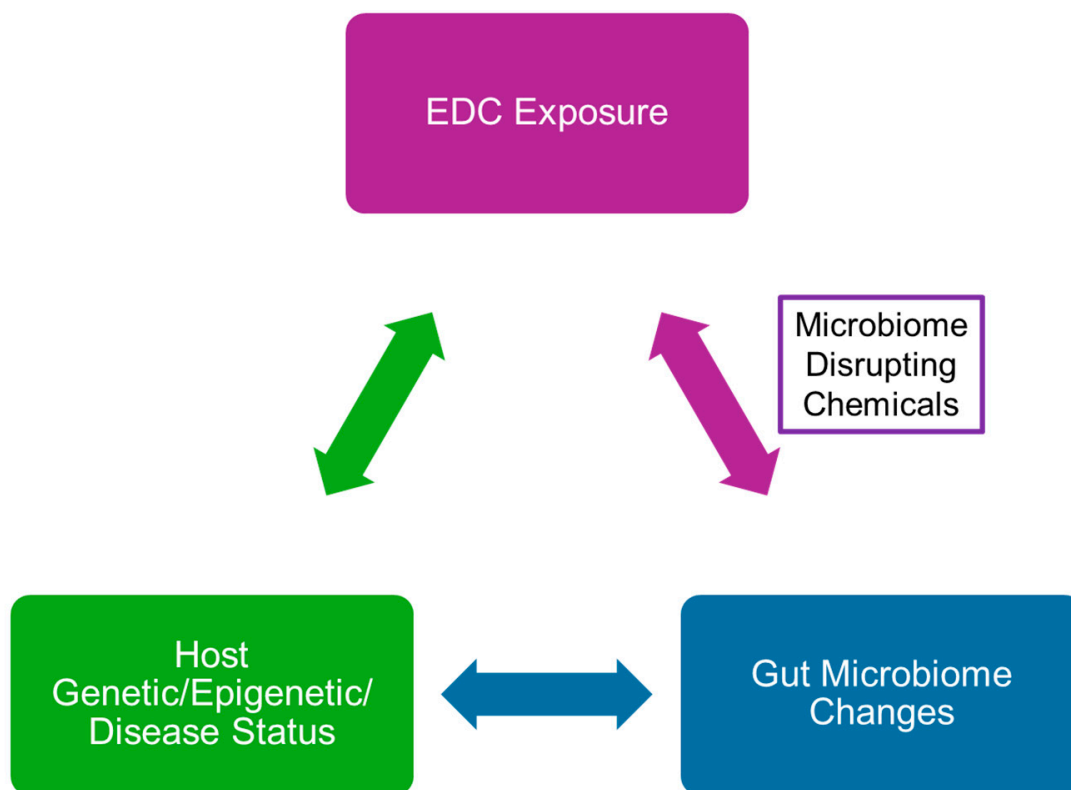 EDC Exposure
Microbiome
Disrupting
Chemicals
Host
Genetic/Epigenetic/
Disease Status
Gut Microbiome
Changes